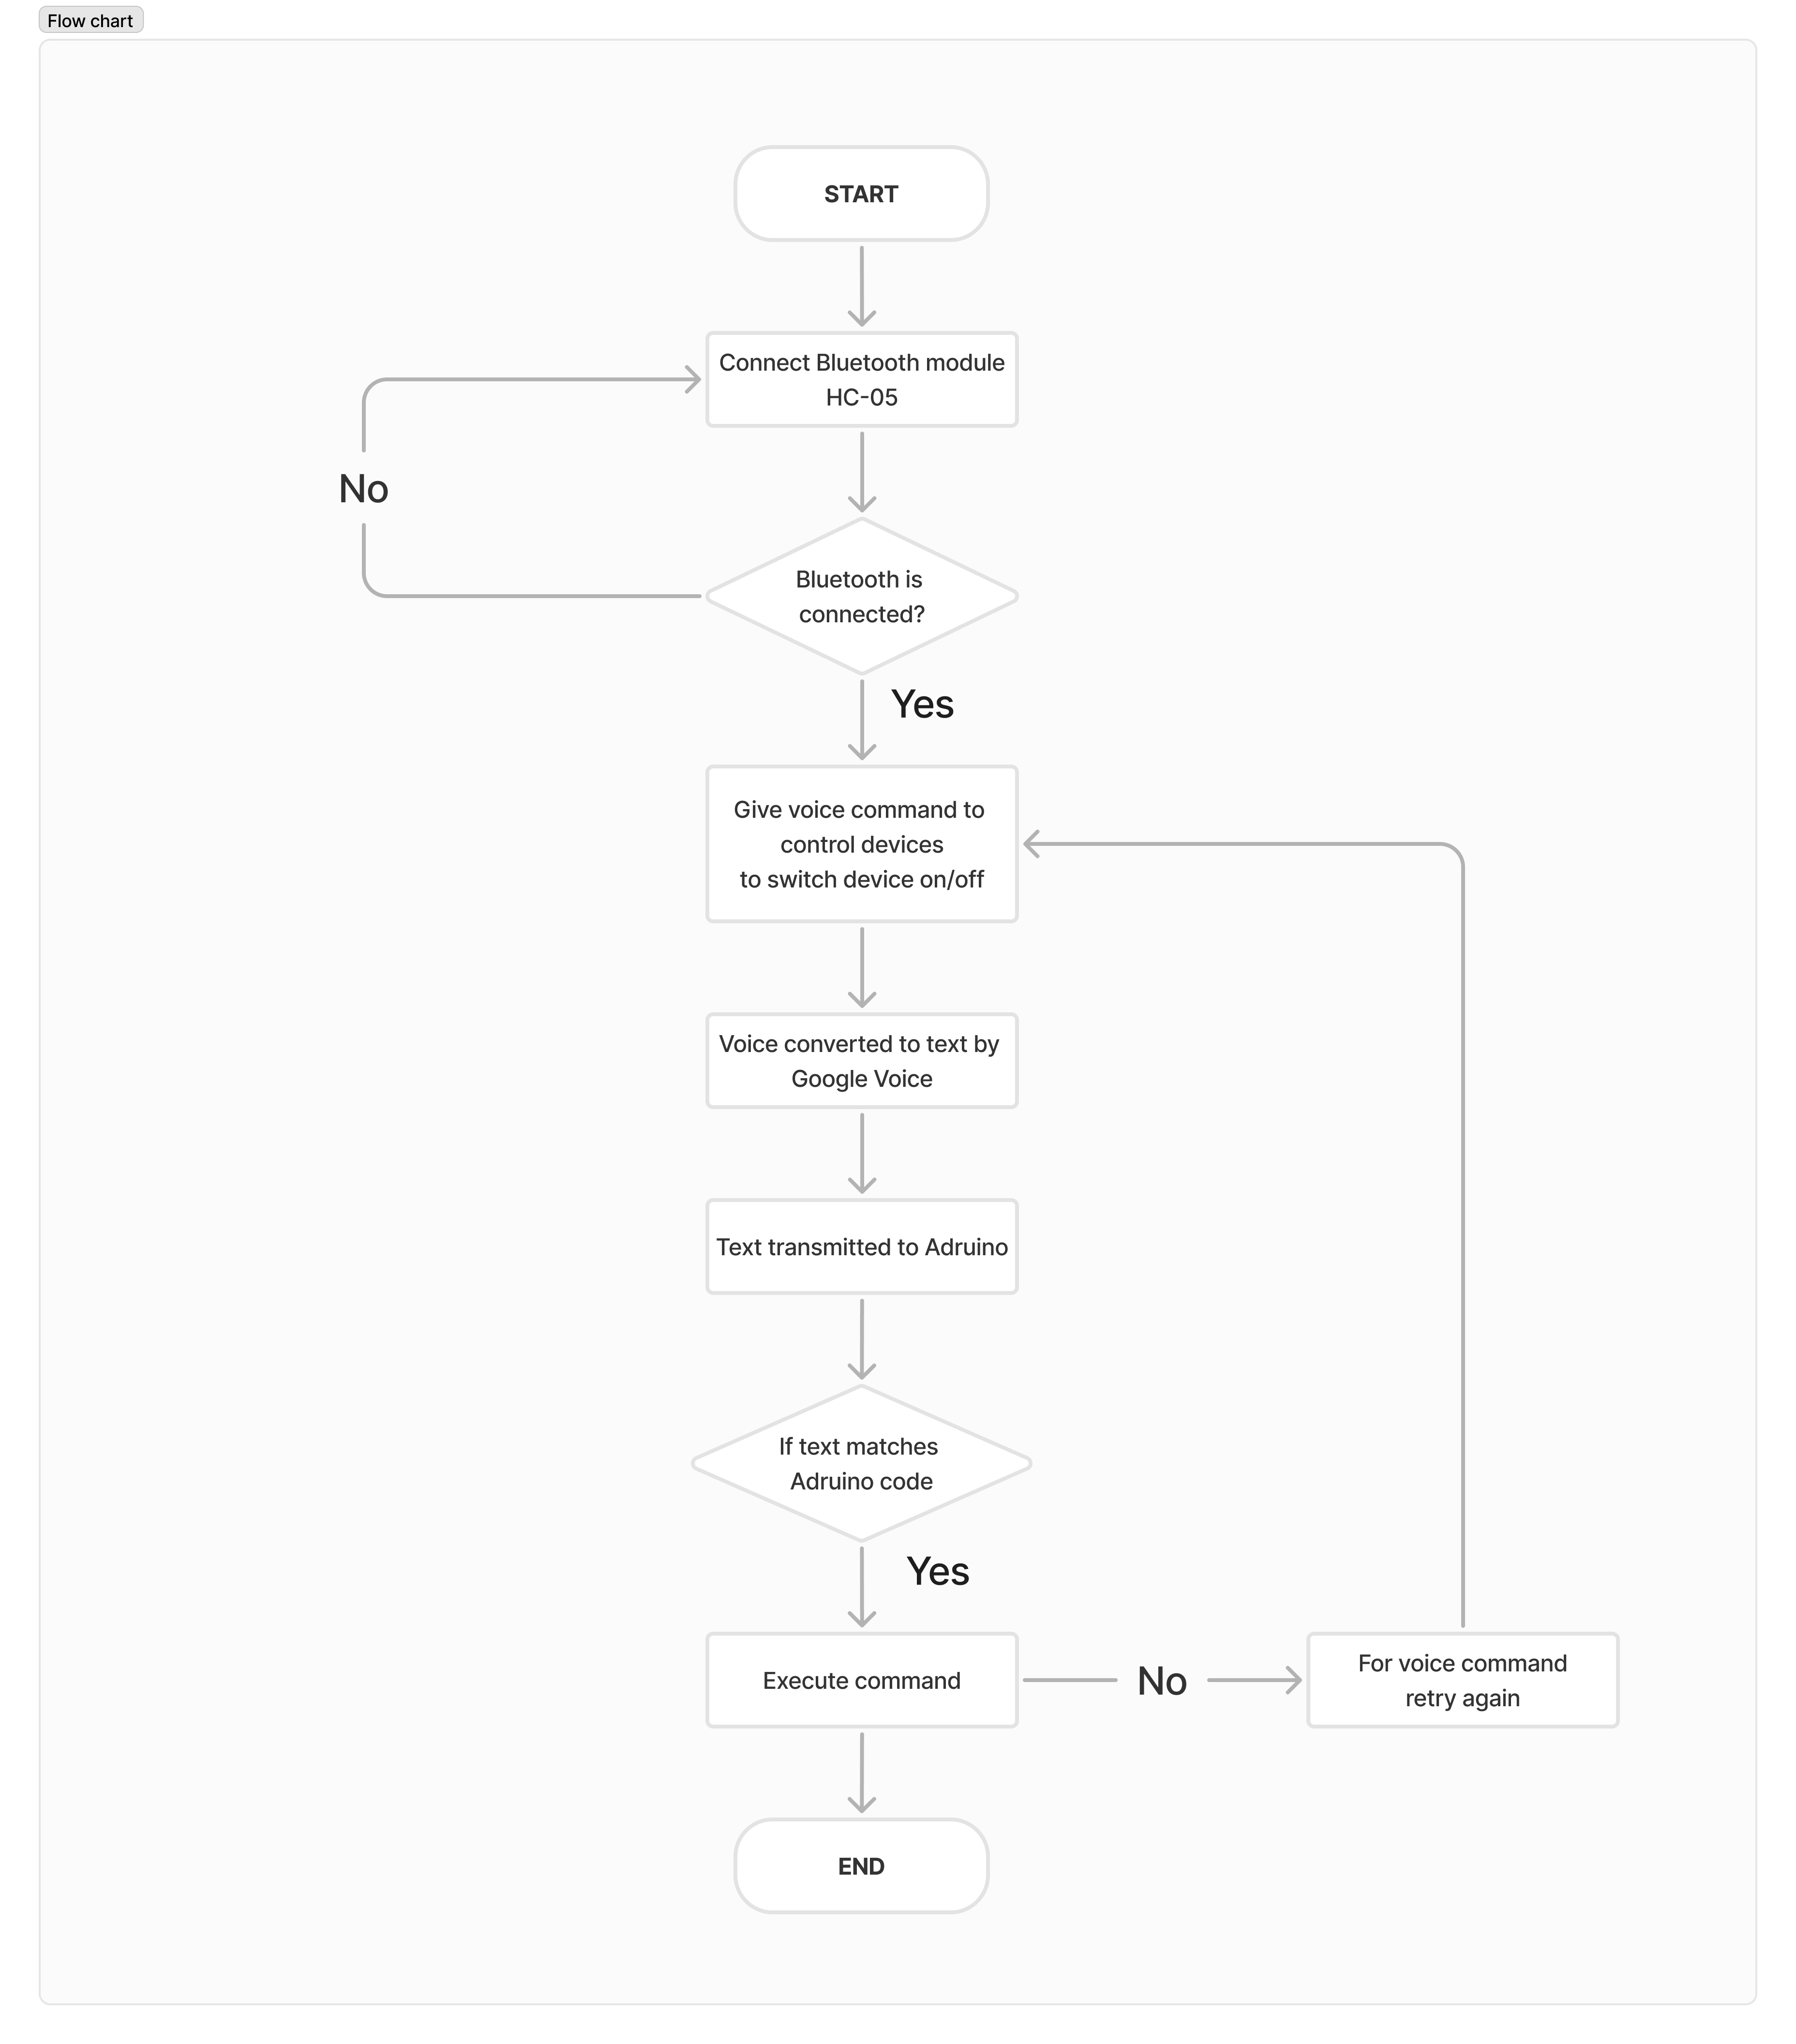 Flow chart
START
Connect Bluetooth module
HC-05
No
Bluetooth is
connected?
Yes
Give voice command to
control devices
to switch device on/off
Voice converted to text by
Google Voice
Text transmitted to Adruino
If text matches
Adruino code
Yes
Execute command
No
For voice command
retry again
END